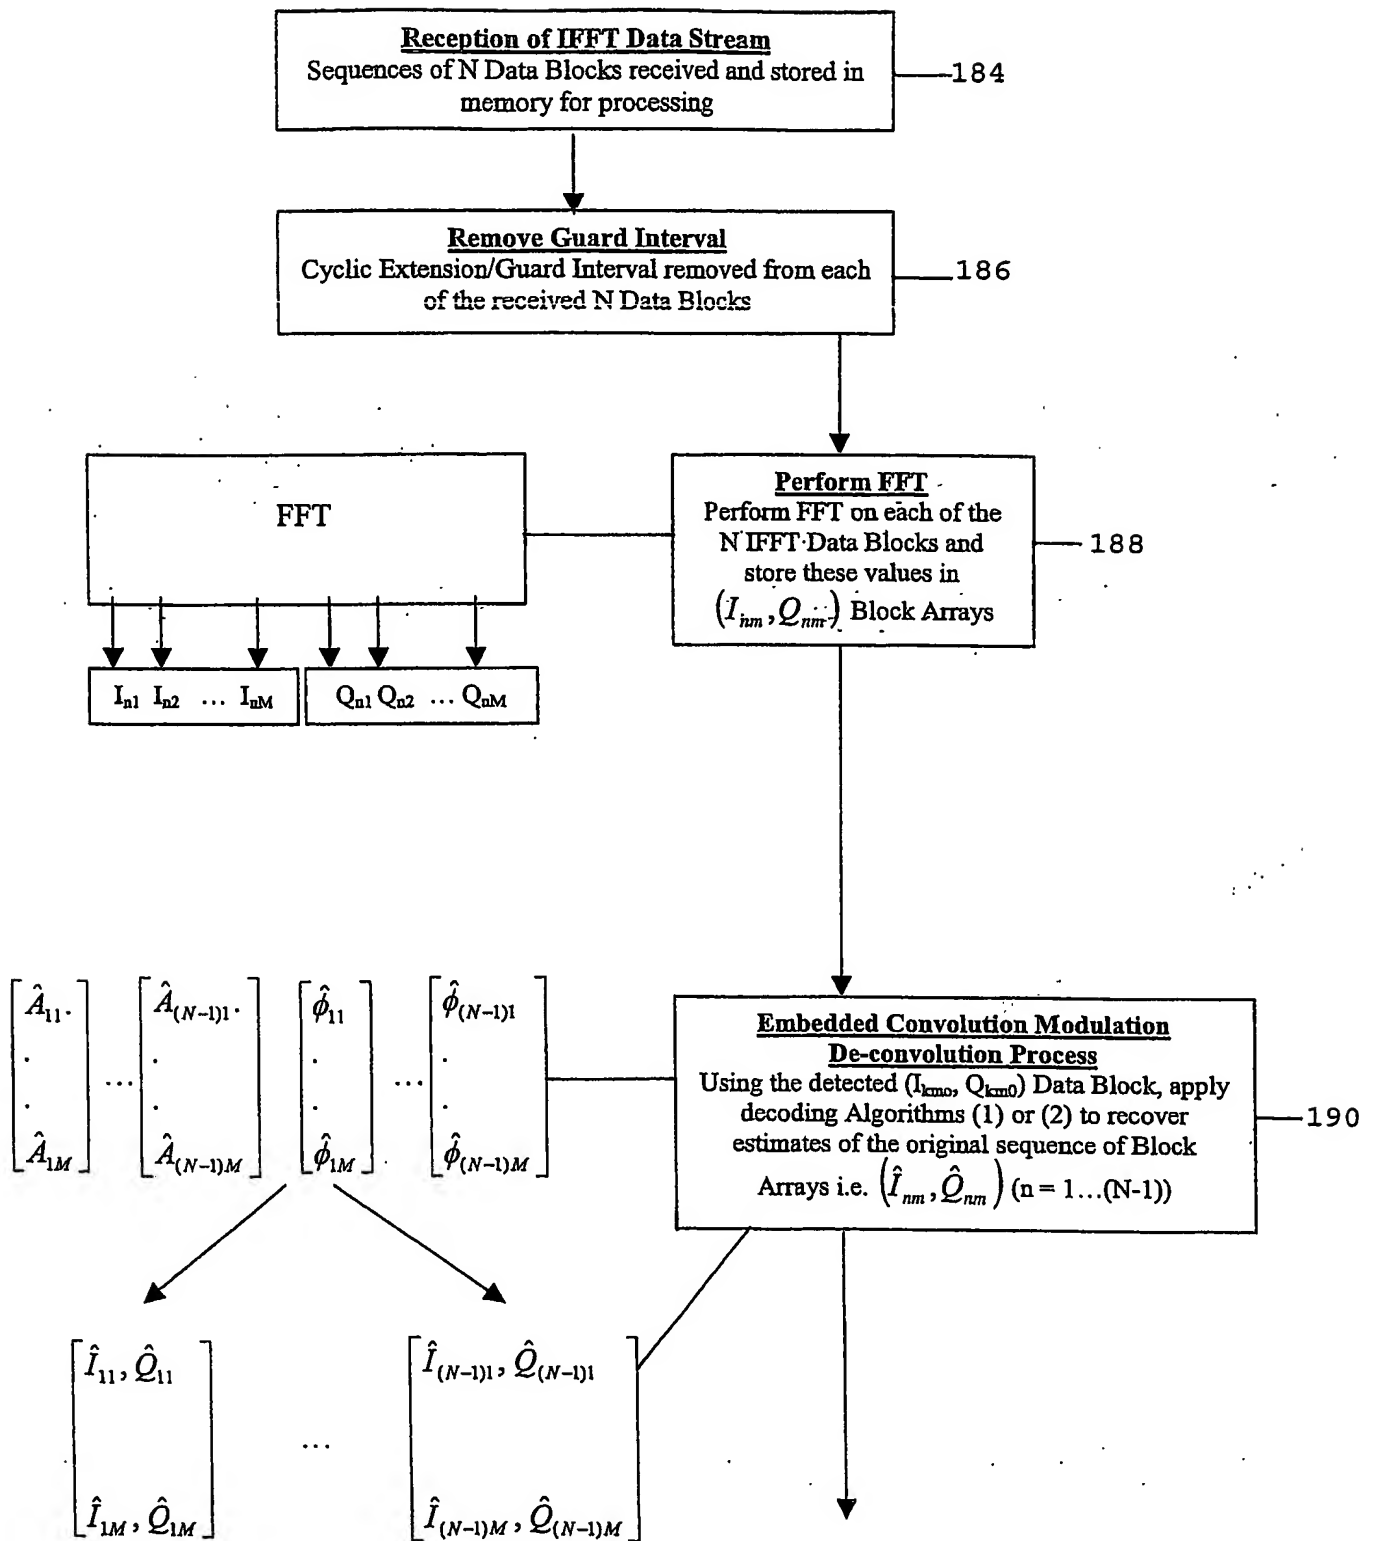 Reception of IFFT Data Stream
Sequences of N Data Blocks received and stored in
memory for processing
184
Remove Guard Interval
Cyclic Extension/Guard Interval removed from each
of the received N Data Blocks
186
FFT
Perform FFT
Perform FFT on each of the
N IFFT Data Blocks and
store these values in
(I_nm, Q_nm) Block Arrays
188
I_n1 I_n2 ... I_nM Q_n1 Q_n2 ... Q_nM
Â_11 Â_(N-1)1 ϕ̂_11 ϕ̂_(N-1)1
... ...
Â_1M Â_(N-1)M ϕ̂_1M ϕ̂_(N-1)M
Embedded Convolution Modulation
De-convolution Process
Using the detected (I_km0, Q_km0) Data Block, apply
decoding Algorithms (1) or (2) to recover
estimates of the original sequence of Block
Arrays i.e. (Î_nm, Q̂_nm) (n = 1...(N-1))
190
Î_11, Q̂_11 Î_(N-1)1, Q̂_(N-1)1
...
Î_1M, Q̂_1M Î_(N-1)M, Q̂_(N-1)M